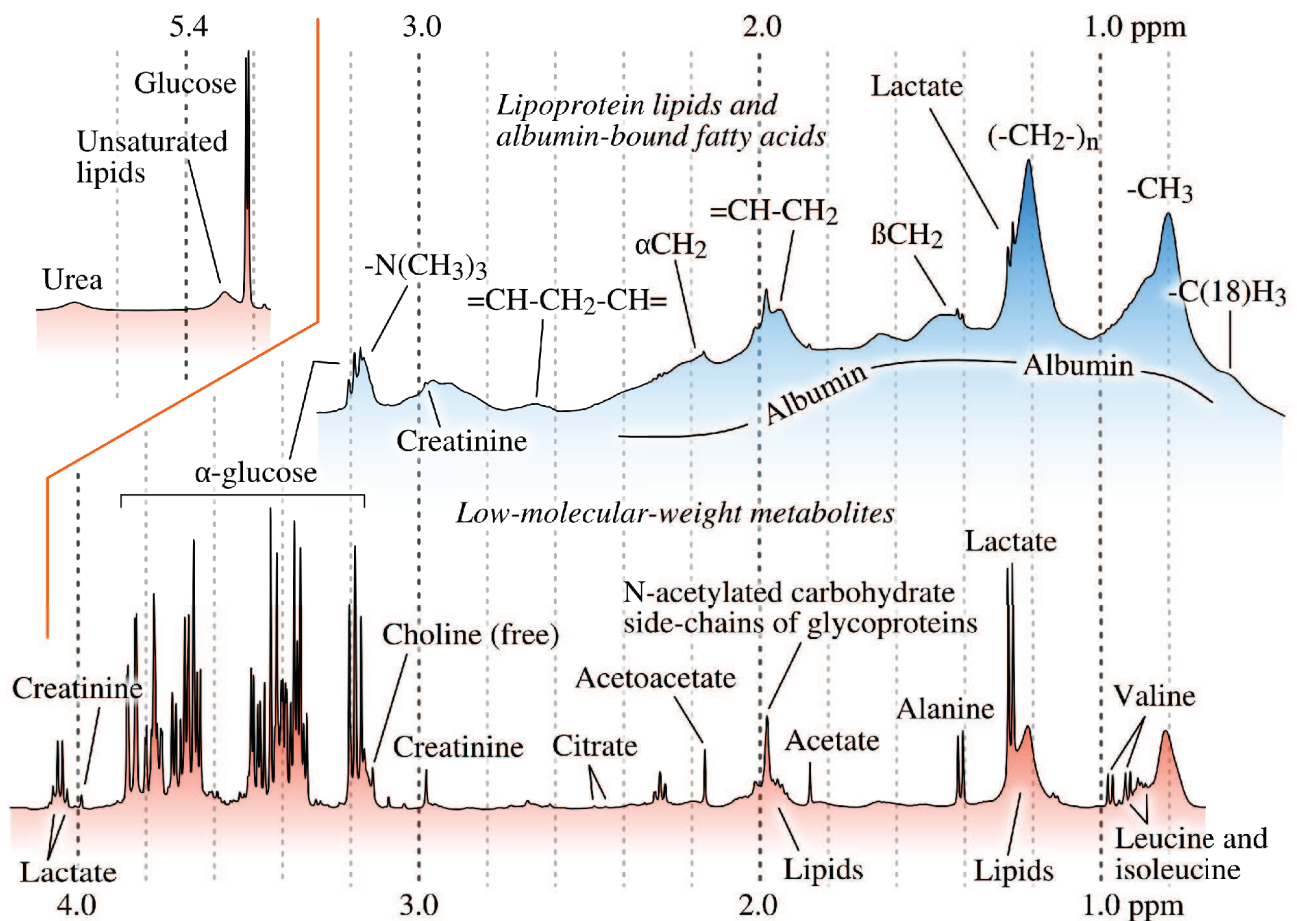 5.4
3.0
2.0
1.0 ppm
Glucose
Unsaturated
lipids
Urea
Lipoprotein lipids and
albumin-bound fatty acids
Lactate
(-CH2-)n
-CH3
=CH-CH2
ßCH2
αCH2
-N(CH3)3
=CH-CH2-CH=
-C(18)H3
Albumin
Albumin
Creatinine
α-glucose
Low-molecular-weight metabolites
Lactate
N-acetylated carbohydrate
side-chains of glycoproteins
Choline (free)
Acetoacetate
Creatinine
Valine
Alanine
Creatinine
Citrate
Acetate
Lactate
Lipids
Lipids
Leucine and
isoleucine
4.0
3.0
2.0
1.0 ppm